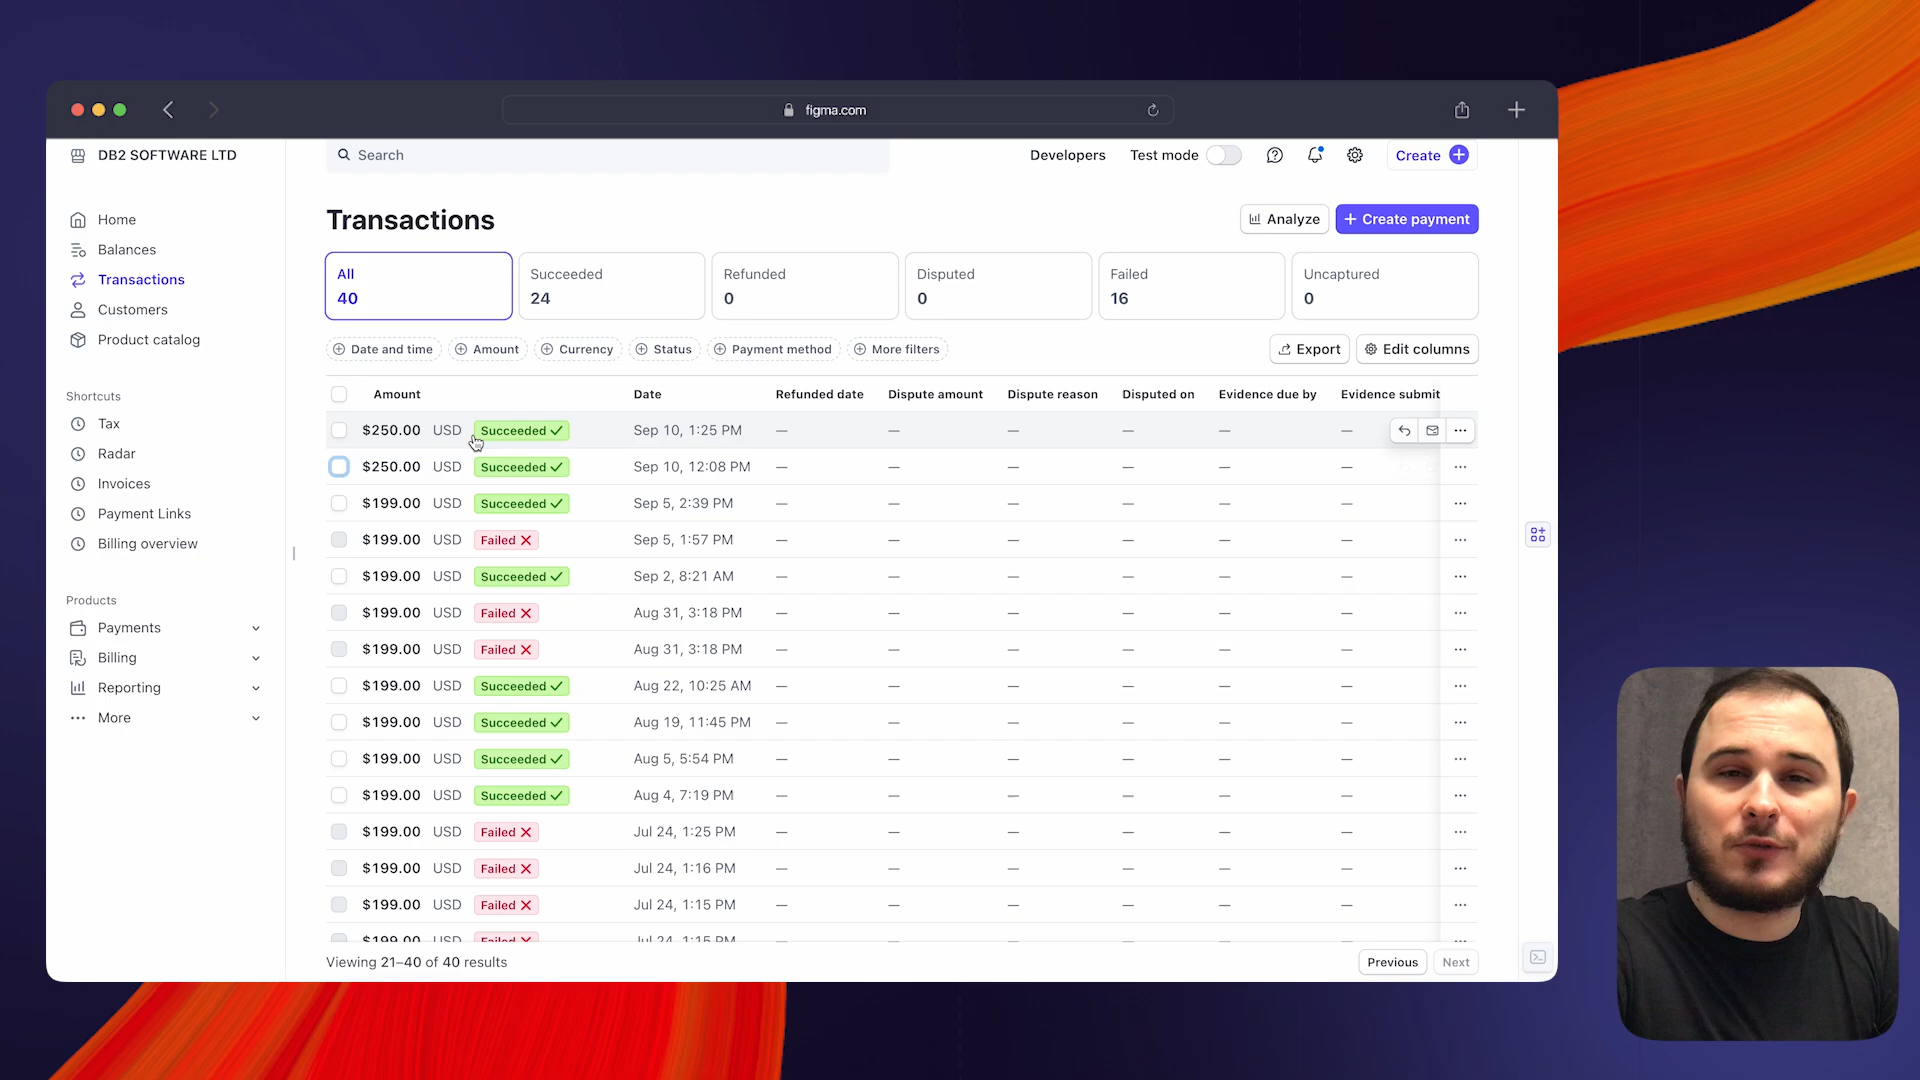 figma.com
DB2 SOFTWARE LTD
Search
Developers
Test mode
Create
Home
Balances
Transactions
Customers
Product catalog
Shortcuts
Tax
Radar
Invoices
Payment Links
Billing overview
Products
Payments
Billing
Reporting
More
Transactions
Analyze
+ Create payment
All
40
Succeeded
24
Refunded
0
Disputed
0
Failed
16
Uncaptured
0
Date and time
Amount
Currency
Status
Payment method
More filters
Export
Edit columns
Amount Date Refunded date Dispute amount Dispute reason Disputed on Evidence due by Evidence submit
$250.00 USD Succeeded Sep 10, 1:25 PM — — — — — —
$250.00 USD Succeeded Sep 10, 12:08 PM — — — — — —
$199.00 USD Succeeded Sep 5, 2:39 PM — — — — — —
$199.00 USD Failed Sep 5, 1:57 PM — — — — — —
$199.00 USD Succeeded Sep 2, 8:21 AM — — — — — —
$199.00 USD Failed Aug 31, 3:18 PM — — — — — —
$199.00 USD Failed Aug 31, 3:18 PM — — — — — —
$199.00 USD Succeeded Aug 22, 10:25 AM — — — — — —
$199.00 USD Succeeded Aug 19, 11:45 PM — — — — — —
$199.00 USD Succeeded Aug 5, 5:54 PM — — — — — —
$199.00 USD Succeeded Aug 4, 7:19 PM — — — — — —
$199.00 USD Failed Jul 24, 1:25 PM — — — — — —
$199.00 USD Failed Jul 24, 1:16 PM — — — — — —
$199.00 USD Failed Jul 24, 1:15 PM — — — — — —
$199.00 USD Failed Jul 24, 1:15 PM
Viewing 21–40 of 40 results
Previous
Next